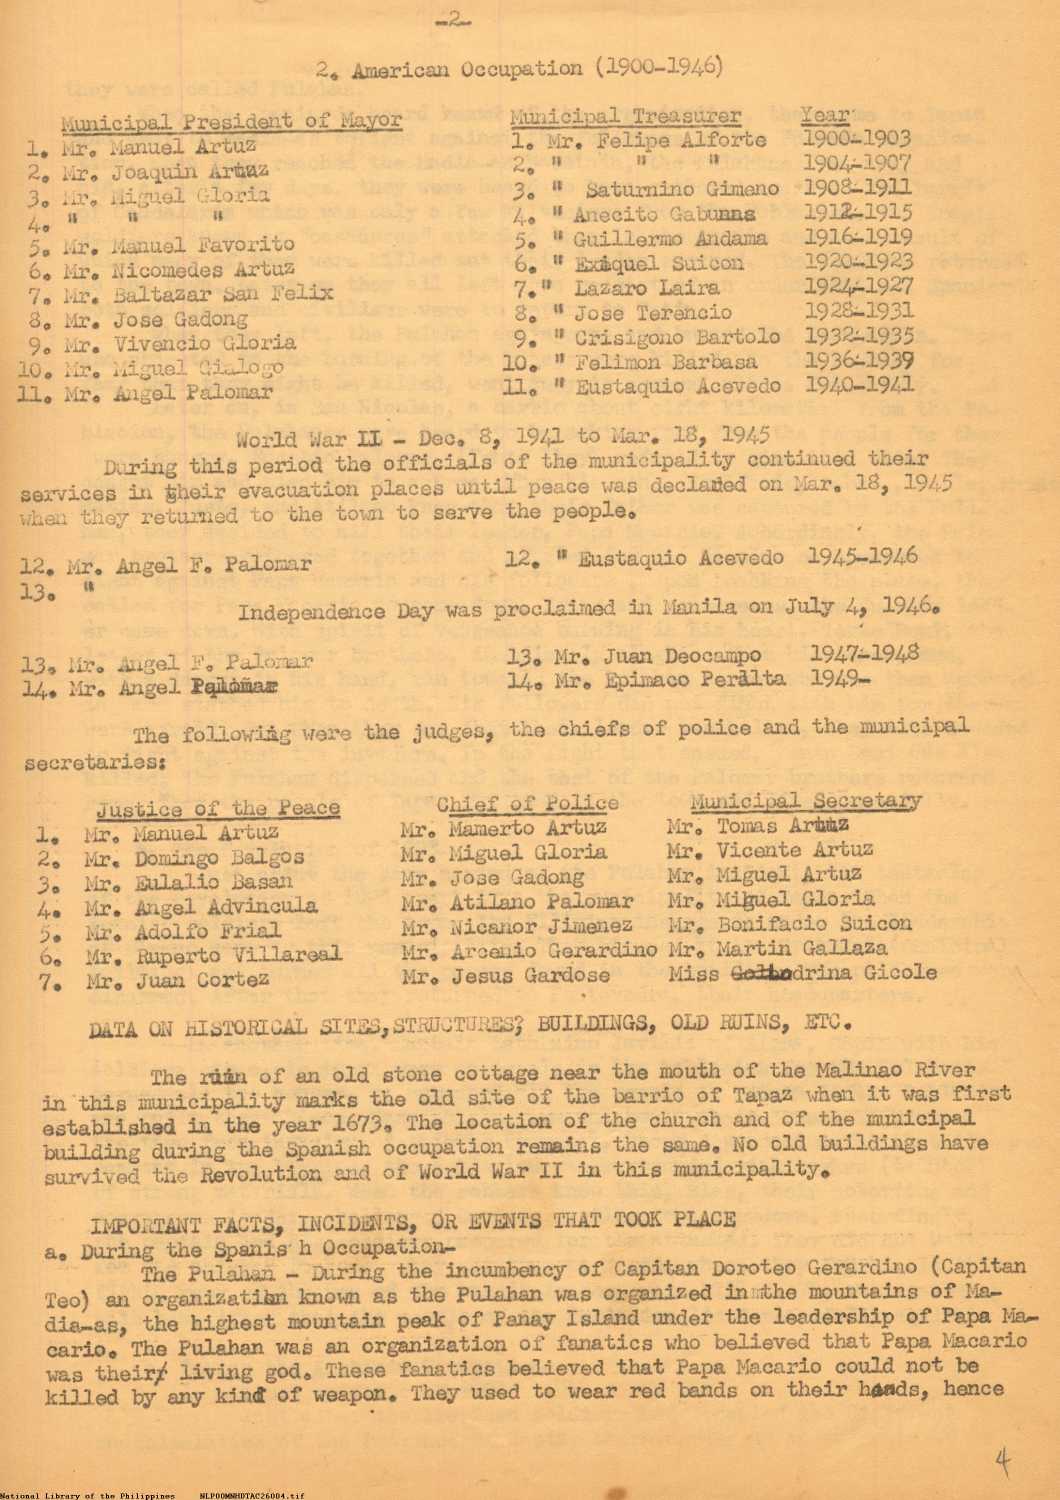 -2-
2. American Occupation (1900-1946)
Municipal President of Mayor Municipal Treasurer Year
1. Mr. Manuel Artuz 1. Mr. Felipe Alforte 1900-1903
2. Mr. Joaquin Artuz 2. " " " 1904-1907
3. Mr. Miguel Gloria 3. " Saturnino Gimeno 1908-1911
4. " " " 4. " Anecito Gabunas 1912-1915
5. Mr. Manuel Favorito 5. " Guillermo Andama 1916-1919
6. Mr. Nicomedes Artuz 6. " Exiquel Suicon 1920-1923
7. Mr. Baltazar San Felix 7." Lazaro Laira 1924-1927
8. Mr. Jose Gadong 8. " Jose Terencio 1928-1931
9. Mr. Vivencio Gloria 9. " Crisigono Bartolo 1932-1935
10. Mr. Miguel Gialogo 10. " Felimon Barbasa 1936-1939
11. Mr. Angel Palomar 11. " Eustaquio Acevedo 1940-1941
World War II - Dec. 8, 1941 to Mar. 18, 1945
During this period the officials of the municipality continued their
services in their evacuation places until peace was declared on Mar. 18, 1945
when they returned to the town to serve the people.
12. Mr. Angel F. Palomar 12. " Eustaquio Acevedo 1945-1946
13. "
Independence Day was proclaimed in Manila on July 4, 1946.
13. Mr. Angel F. Palomar 13. Mr. Juan Deocampo 1947-1948
14. Mr. Angel Palomar 14. Mr. Epimaco Peralta 1949-
The following were the judges, the chiefs of police and the municipal
secretaries:
Justice of the Peace Chief of Police Municipal Secretary
1. Mr. Manuel Artuz Mr. Mamerto Artuz Mr. Tomas Artuz
2. Mr. Domingo Balgos Mr. Miguel Gloria Mr. Vicente Artuz
3. Mr. Eulalio Basan Mr. Jose Gadong Mr. Miguel Artuz
4. Mr. Angel Advincula Mr. Atilano Palomar Mr. Miguel Gloria
5. Mr. Adolfo Frial Mr. Nicanor Jimenez Mr. Bonifacio Suicon
6. Mr. Ruperto Villareal Mr. Arcenio Gerardino Mr. Martin Gallaza
7. Mr. Juan Cortez Mr. Jesus Gardose Miss drina Gicole
DATA ON HISTORICAL SITES, STRUCTURES, BUILDINGS, OLD RUINS, ETC.
The ruin of an old stone cottage near the mouth of the Malinao River
in this municipality marks the old site of the barrio of Tapaz when it was first
established in the year 1673. The location of the church and of the municipal
building during the Spanish occupation remains the same. No old buildings have
survived the Revolution and of World War II in this municipality.
IMPORTANT FACTS, INCIDENTS, OR EVENTS THAT TOOK PLACE
a. During the Spanis h Occupation-
The Pulahan - During the incumbency of Capitan Doroteo Gerardino (Capitan
Teo) an organization known as the Pulahan was organized in the mountains of Ma-
dia-as, the highest mountain peak of Panay Island under the leadership of Papa Ma-
cario. The Pulahan was an organization of fanatics who believed that Papa Macario
was their living god. These fanatics believed that Papa Macario could not be
killed by any kind of weapon. They used to wear red bands on their heads, hence
4
National Library of the Philippines NLPOOMNHDTAC26004.tif